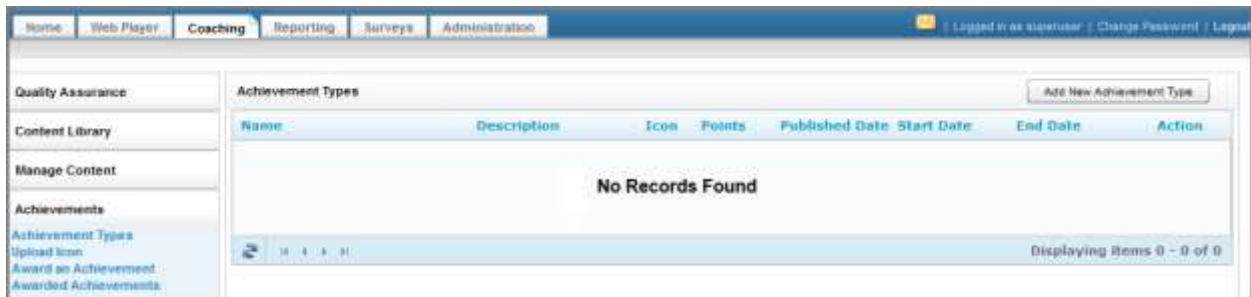 Home Web Player Coaching Reporting Surveys Administration | Logged in as superuser | Change Password | Logout
Quality Assurance
Content Library
Manage Content
Achievements
Achievement Types
Upload Icon
Award an Achievement
Awarded Achievements
Achievement Types Add New Achievement Type
Name Description Icon Points Published Date Start Date End Date Action
No Records Found
Displaying items 0 - 0 of 0